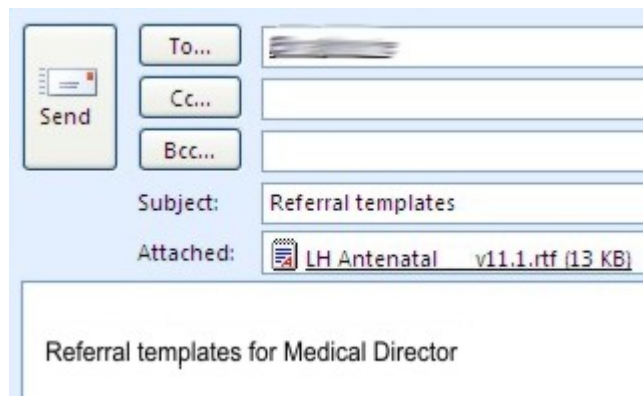 To...
Send
Cc...
Bcc...
Subject: Referral templates
Attached: LH Antenatal v11.1.rtf (13 KB)
Referral templates for Medical Director